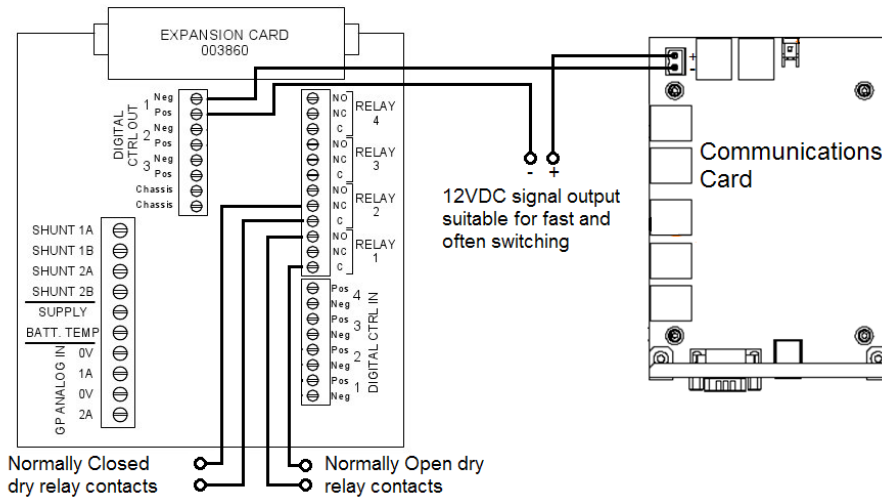 EXPANSION CARD
003860
DIGITAL
CTRL OUT
1 Neg
Pos
2 Neg
Pos
3 Neg
Pos
Chassis
Chassis
NO
NC
C
RELAY
4
NO
NC
C
RELAY
3
NO
NC
C
RELAY
2
NO
NC
C
RELAY
1
SHUNT 1A
SHUNT 1B
SHUNT 2A
SHUNT 2B
SUPPLY
BATT. TEMP
GP ANALOG IN
0V
1A
0V
2A
Pos 4
Neg
Pos 3
Neg
Pos 2
Neg
Pos 1
Neg
DIGITAL CTRL IN
+
-
Communications
Card
- +
12VDC signal output
suitable for fast and
often switching
Normally Closed
dry relay contacts
Normally Open dry
relay contacts